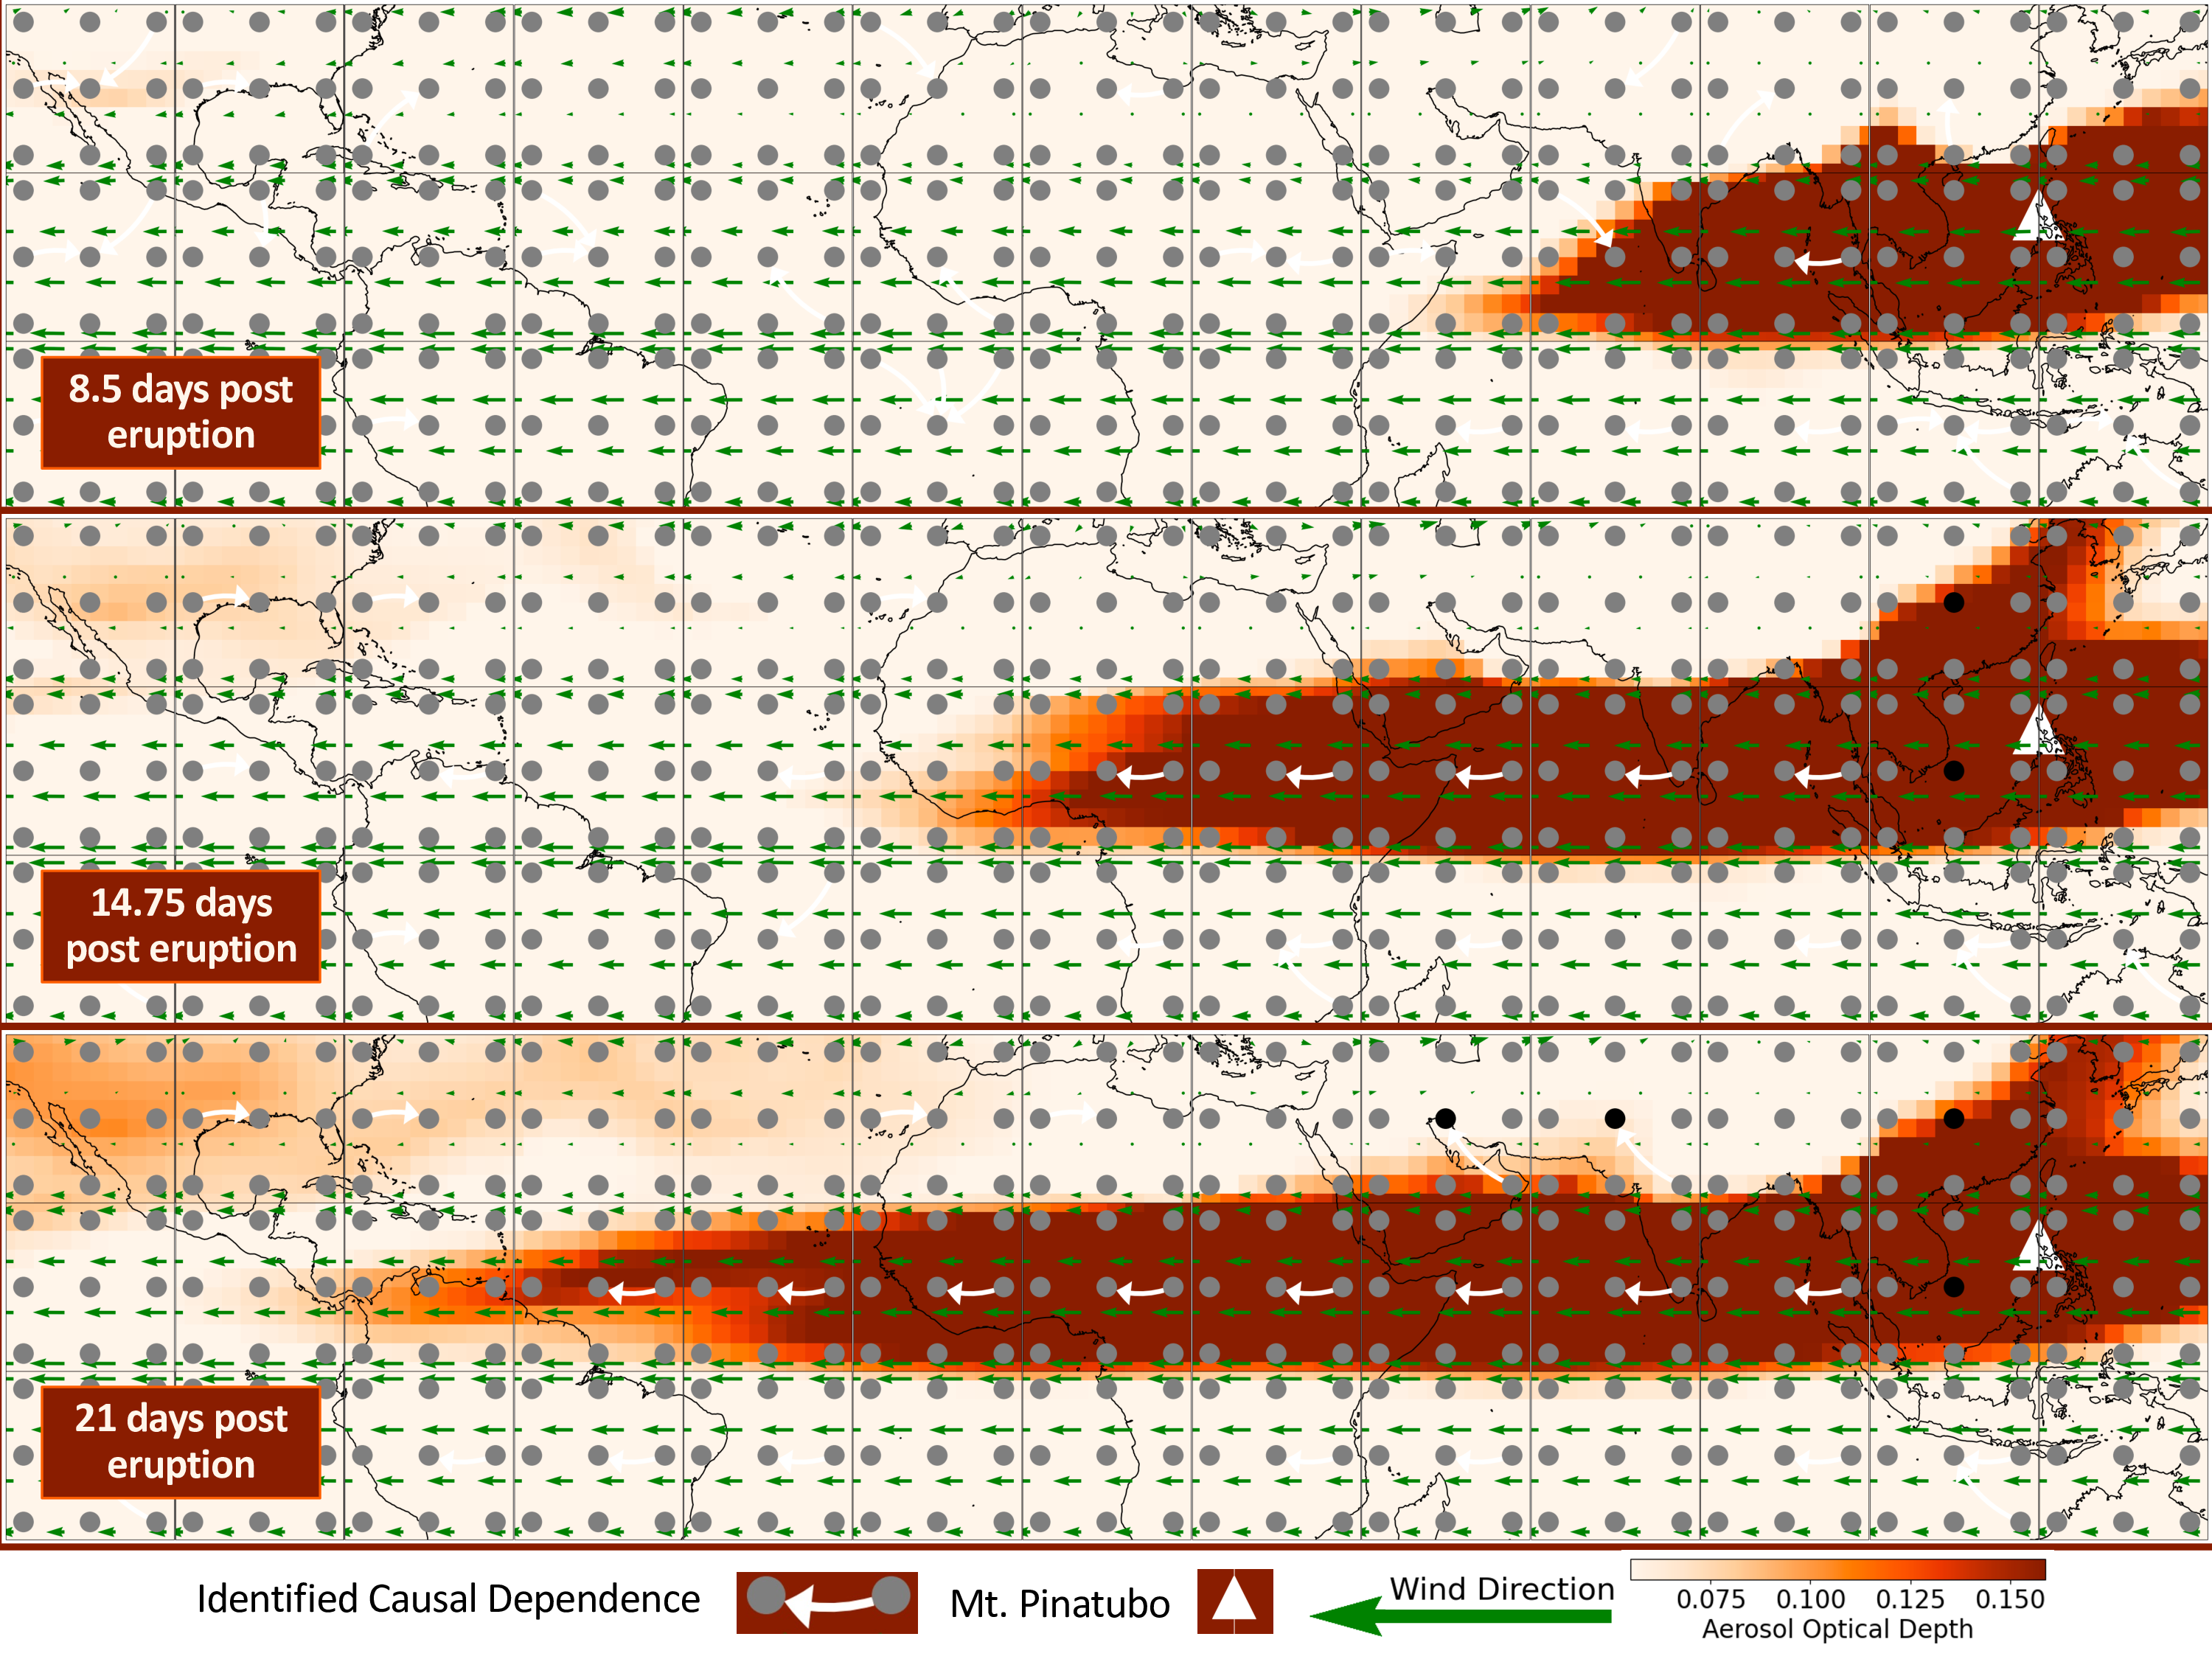 8.5 days post
eruption
14.75 days
post eruption
21 days post
eruption
Identified Causal Dependence
Mt. Pinatubo
Wind Direction
0.075 0.100 0.125 0.150
Aerosol Optical Depth